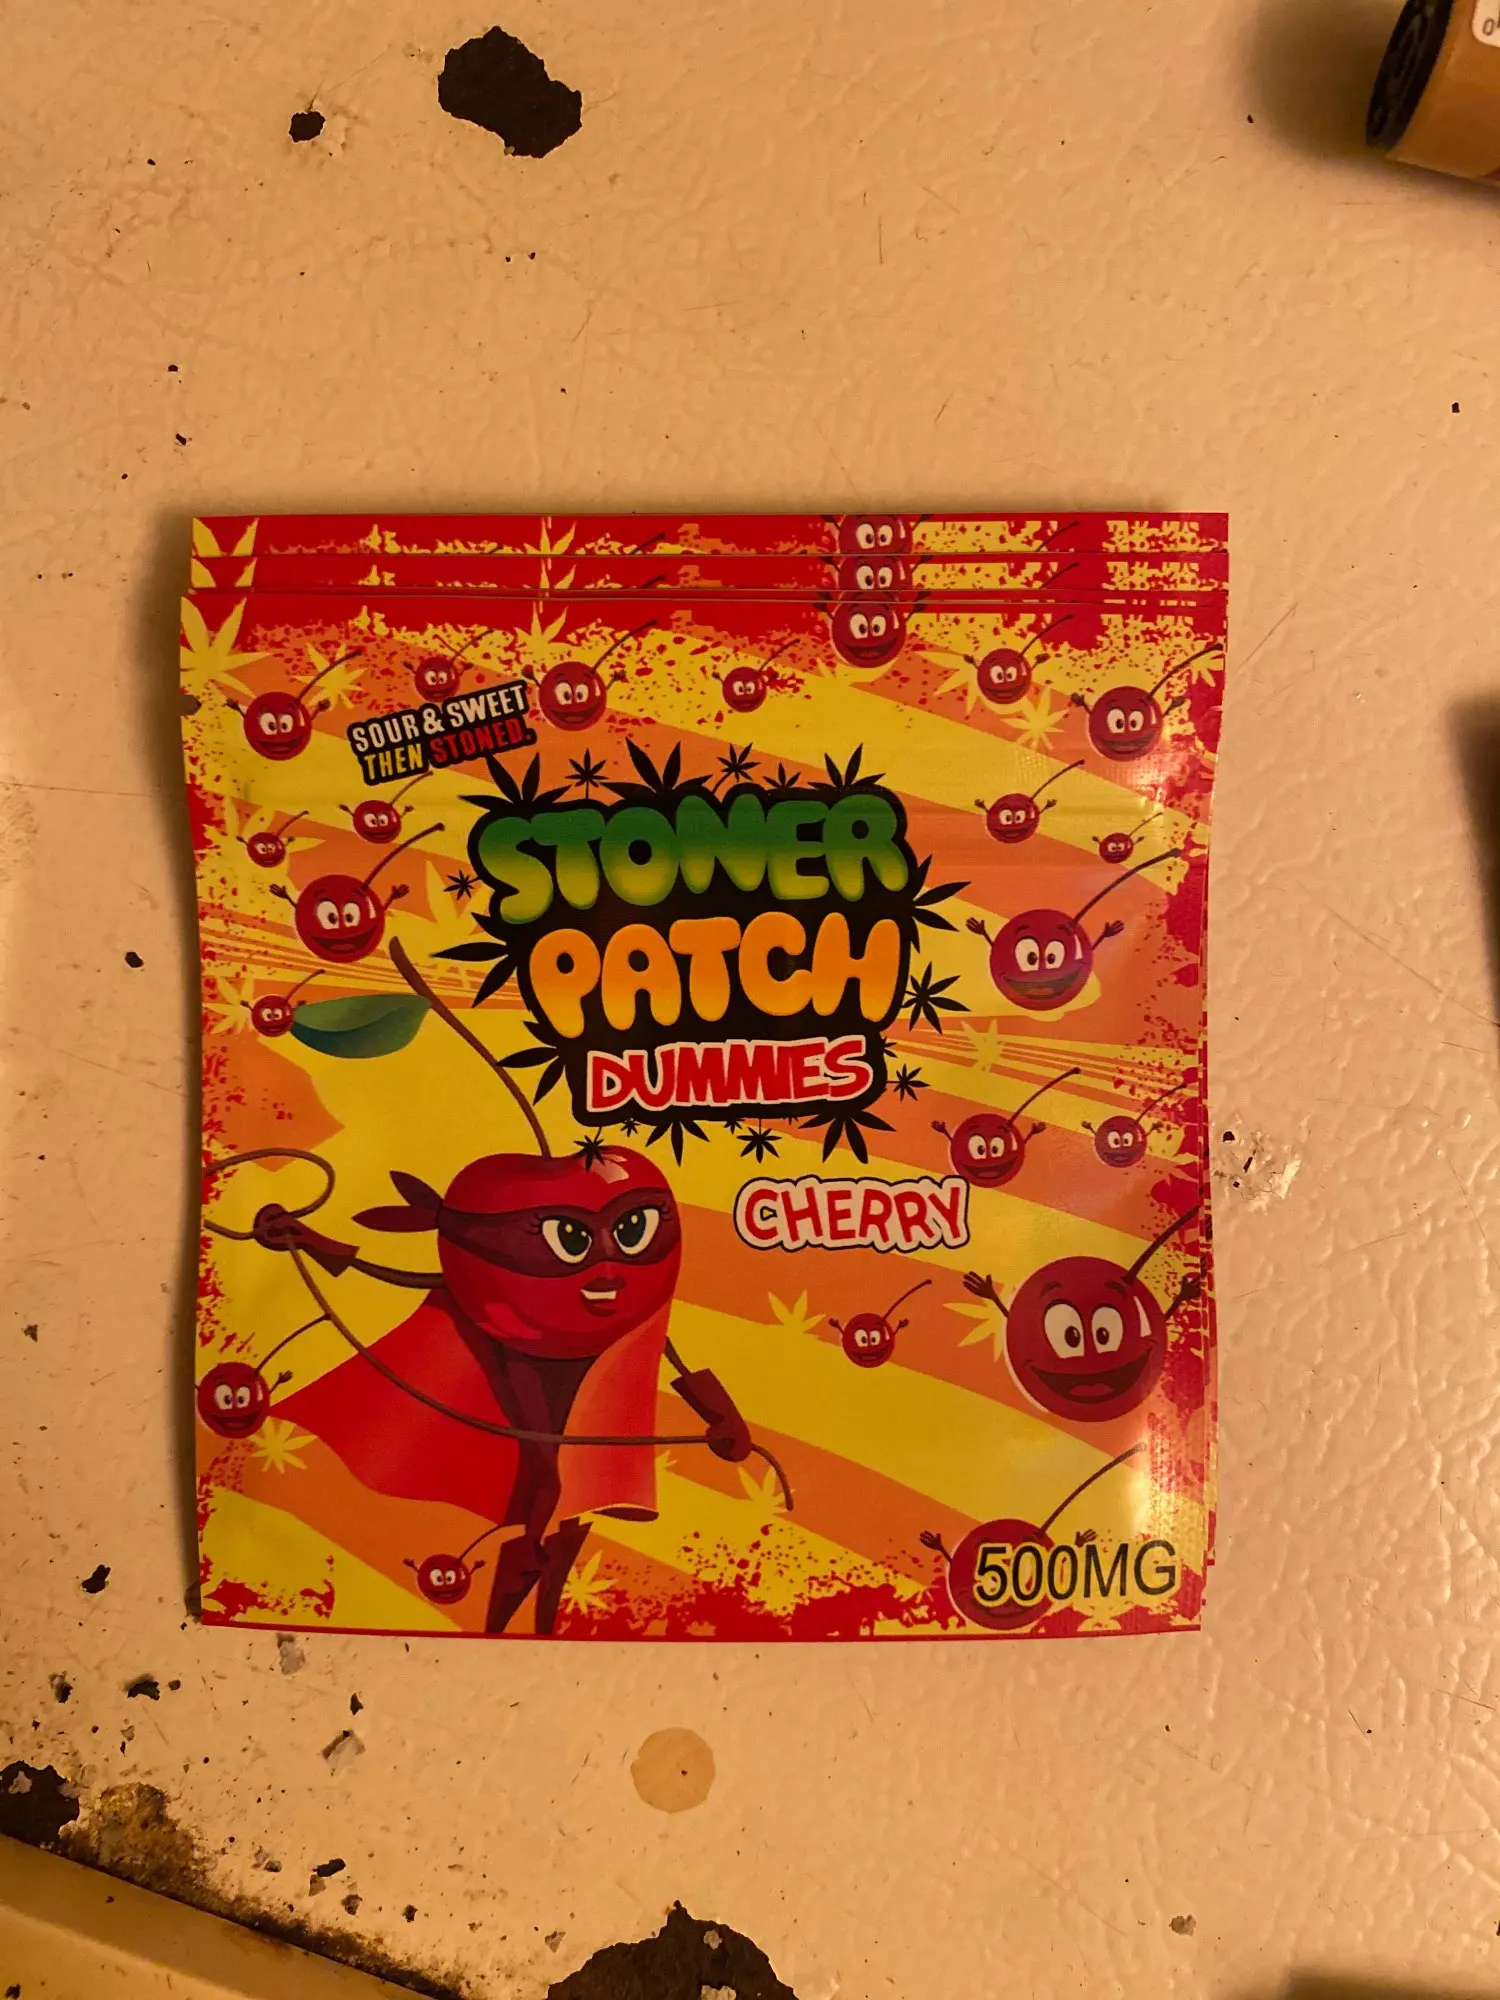 SOUR & SWEET
THEN STONED.
STONER
PATCH
DUMMIES
CHERRY
500MG